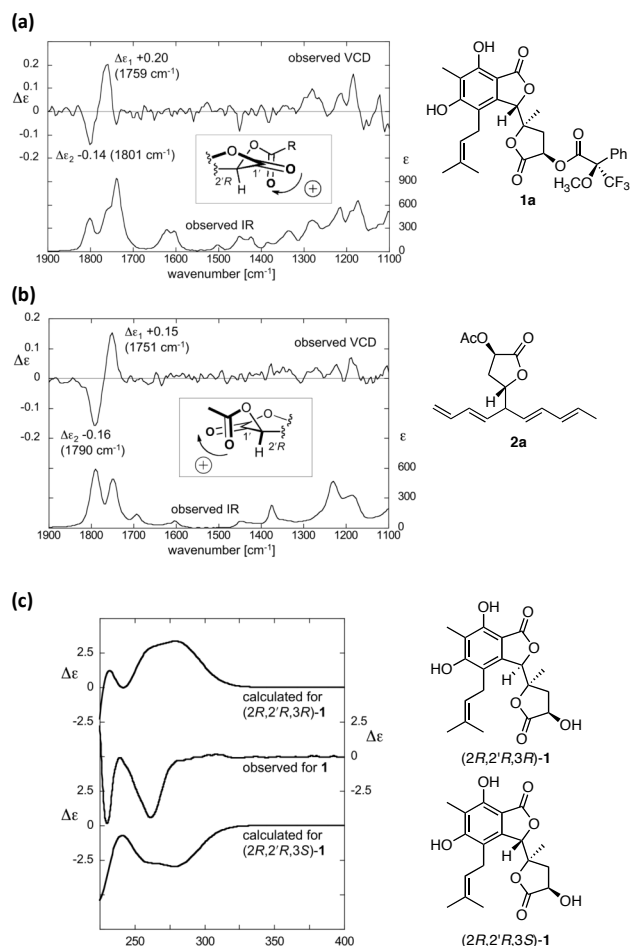 (a)
0.2
0.1
0
-0.1
-0.2
Δε
Δε1 +0.20
(1759 cm-1)
observed VCD
Δε2 -0.14 (1801 cm-1)
O
O
R
O
O
1'
2'R
H
+
ε
900
600
300
0
observed IR
1900 1800 1700 1600 1500 1400 1300 1200 1100
wavenumber [cm-1]
OH
O
Me
O
HO
H
O
O
O
O
Ph
H3CO
CF3
1a
(b)
0.2
0.1
0
-0.1
-0.2
Δε
Δε1 +0.15
(1751 cm-1)
observed VCD
Δε2 -0.16
(1790 cm-1)
O
O
O
1'
2'R
H
+
ε
600
300
0
observed IR
1900 1800 1700 1600 1500 1400 1300 1200 1100
wavenumber [cm-1]
AcO
O
O
H
2a
(c)
2.5
Δε
0
-2.5
calculated for
(2R,2'R,3R)-1
2.5
Δε
0
-2.5
observed for 1
Δε
0
-2.5
calculated for
(2R,2'R,3S)-1
250 300 350 400
OH
O
O
HO
H
O
O
OH
(2R,2'R,3R)-1
OH
O
O
HO
H
O
O
OH
(2R,2'R,3S)-1